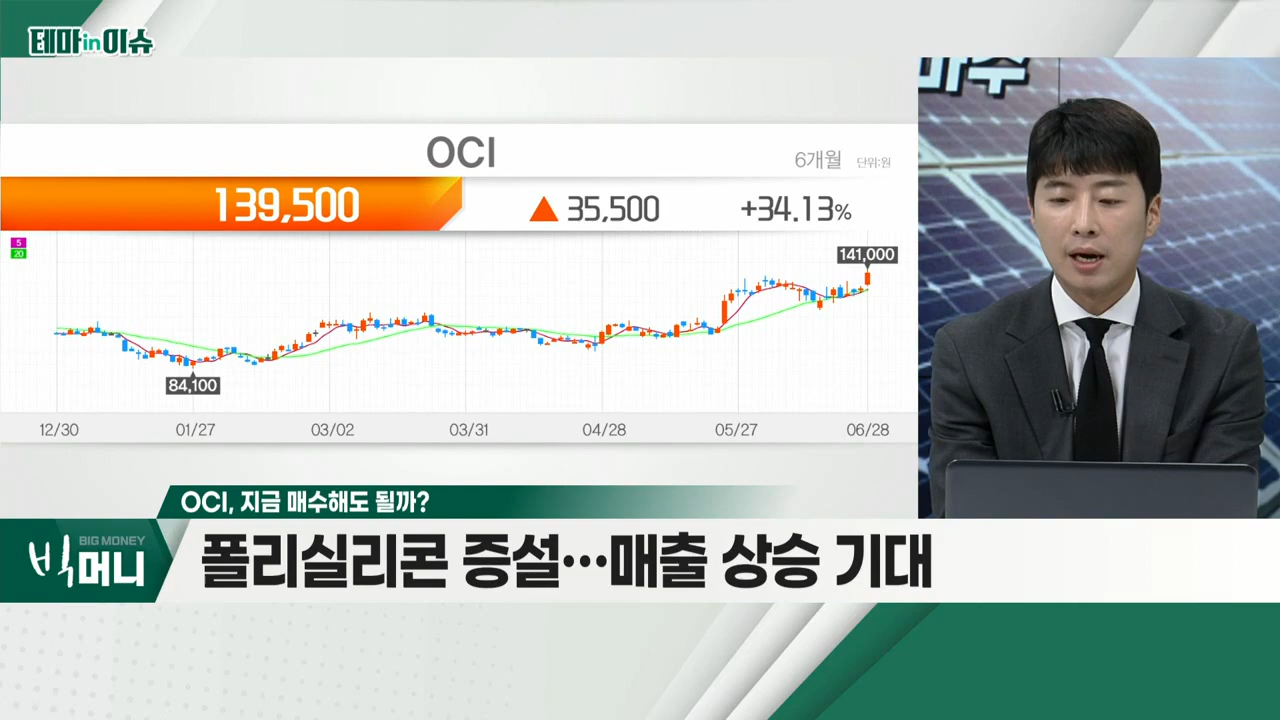 테마in이슈
OCI
6개월 단위:원
139,500 ▲ 35,500 +34.13%
5
20
141,000
84,100
12/30 01/27 03/02 03/31 04/28 05/27 06/28
OCI, 지금 매수해도 될까?
BIG MONEY
빅머니
폴리실리콘 증설…매출 상승 기대